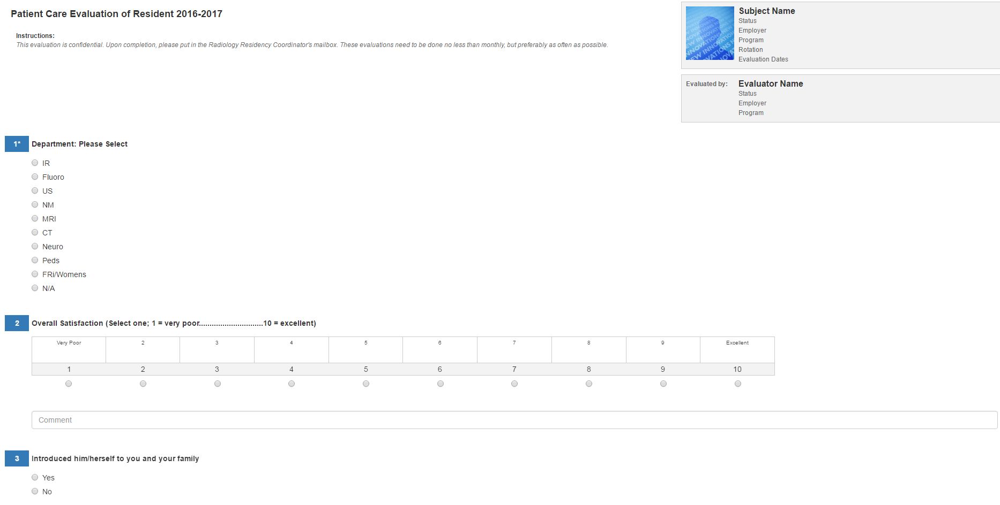 Patient Care Evaluation of Resident 2016-2017
Instructions:
This evaluation is confidential. Upon completion, please put in the Radiology Residency Coordinator's mailbox. These evaluations need to be done no less than monthly, but preferably as often as possible.
Subject Name
Status
Employer
Program
Rotation
Evaluation Dates
Evaluated by: Evaluator Name
Status
Employer
Program
1* Department: Please Select
IR
Fluoro
US
NM
MRI
CT
Neuro
Peds
FRi/Womens
N/A
2 Overall Satisfaction (Select one; 1 = very poor..............................10 = excellent)
Very Poor 2 3 4 5 6 7 8 9 Excellent
1 2 3 4 5 6 7 8 9 10
Comment
3 Introduced him/herself to you and your family
Yes
No